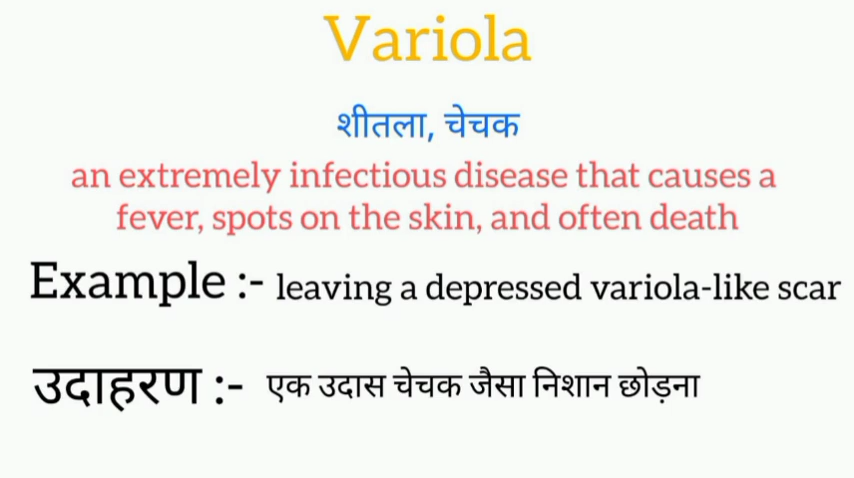 Variola
शीतला, चेचक
an extremely infectious disease that causes a
fever, spots on the skin, and often death
Example :- leaving a depressed variola-like scar
उदाहरण :- एक उदास चेचक जैसा निशान छोड़ना